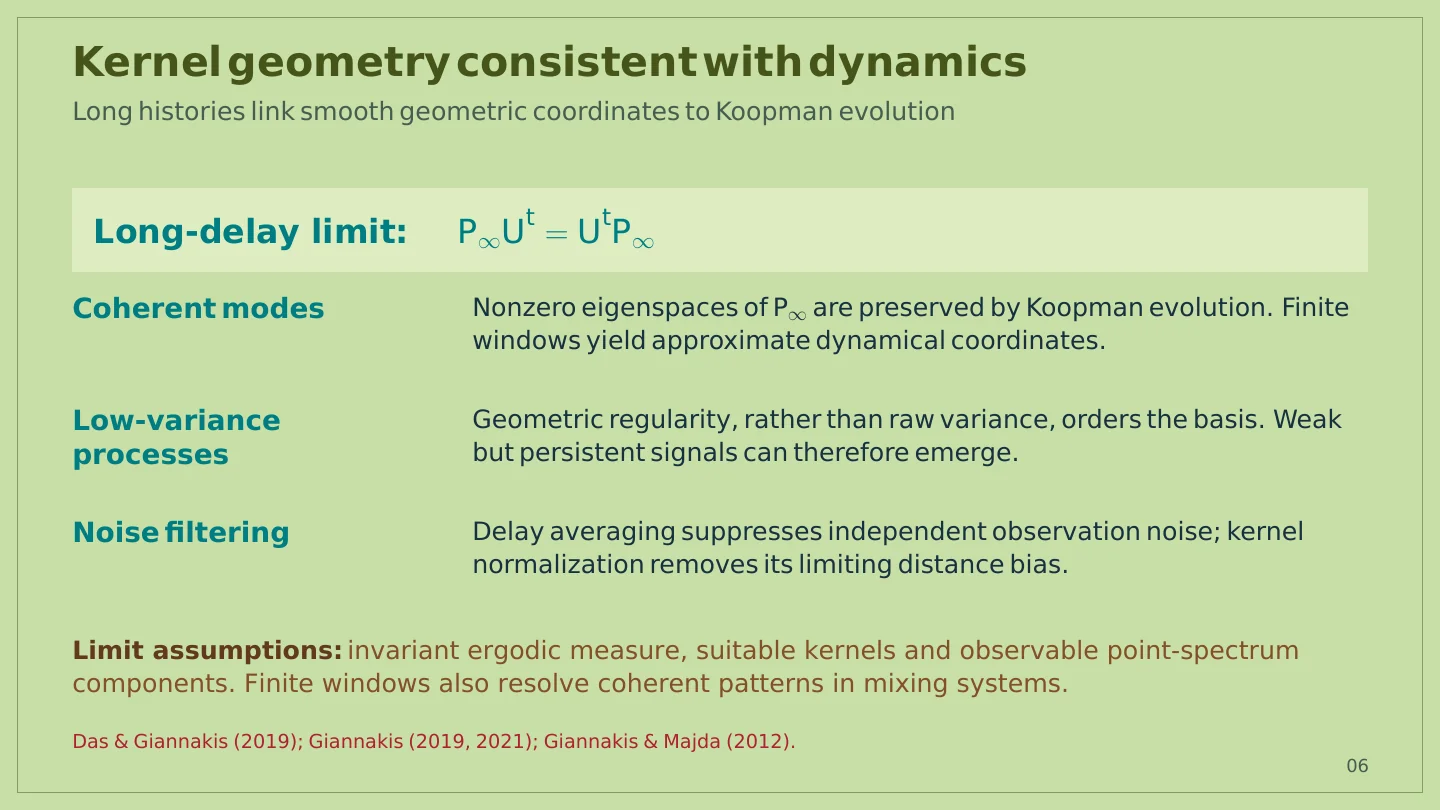 Kernel geometry consistent with dynamics
Long histories link smooth geometric coordinates to Koopman evolution
Long-delay limit: P∞Uᵗ = UᵗP∞
Coherent modes
Nonzero eigenspaces of P∞ are preserved by Koopman evolution. Finite
windows yield approximate dynamical coordinates.
Low-variance
processes
Geometric regularity, rather than raw variance, orders the basis. Weak
but persistent signals can therefore emerge.
Noise filtering
Delay averaging suppresses independent observation noise; kernel
normalization removes its limiting distance bias.
Limit assumptions: invariant ergodic measure, suitable kernels and observable point-spectrum
components. Finite windows also resolve coherent patterns in mixing systems.
Das & Giannakis (2019); Giannakis (2019, 2021); Giannakis & Majda (2012).
06